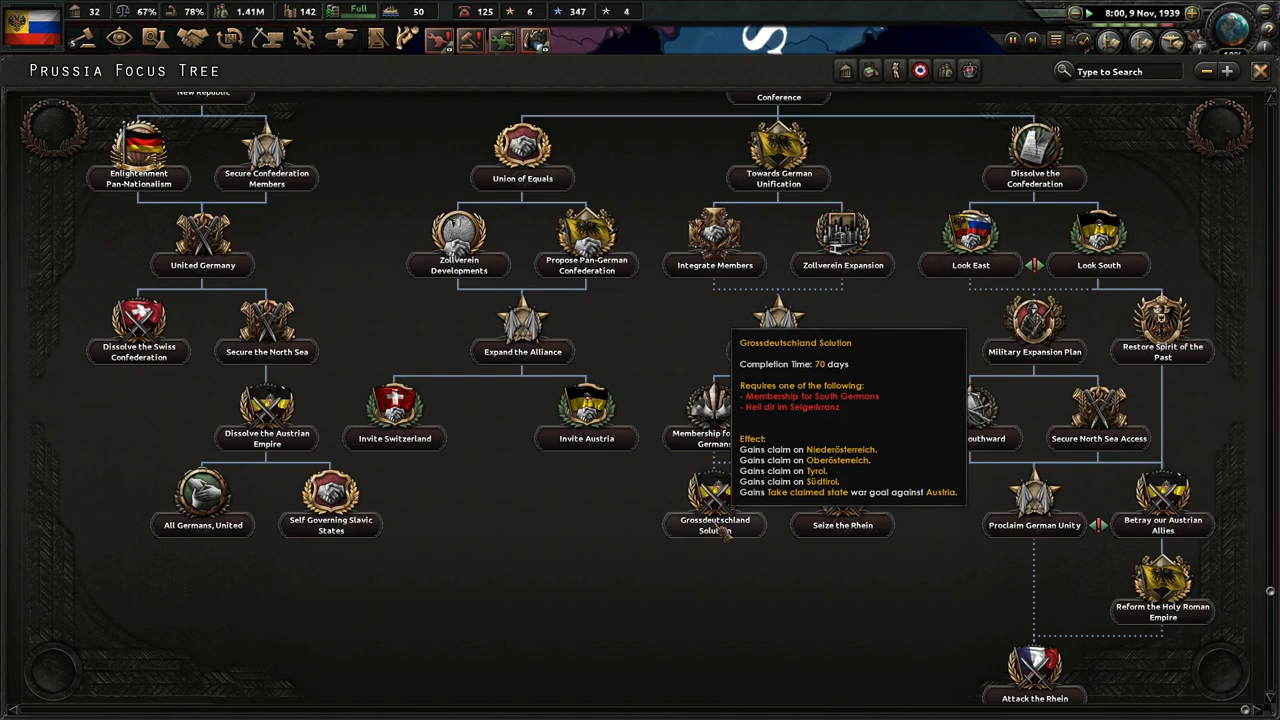 32 67% 78% 1.41M 142 Full 50 125 6 347 4 8:00, 9 Nov, 1939
Prussia Focus Tree
Type to Search
New Republic
Conference
Enlightenment
Pan-Nationalism
Secure Confederation
Members
Union of Equals
Towards German
Unification
Dissolve the
Confederation
United Germany
Zollverein
Developments
Propose Pan-German
Confederation
Integrate Members
Zollverein Expansion
Look East
Look South
Dissolve the Swiss
Confederation
Secure the North Sea
Expand the Alliance
Military Expansion Plan
Restore Spirit of the
Past
Grossdeutschland Solution
Completion Time: 70 days
Requires one of the following:
- Membership for South Germans
- Heil dir im Seigerkranz
Effect:
Gains claim on Niederösterreich.
Gains claim on Oberösterreich.
Gains claim on Tyrol.
Gains claim on Südtirol.
Gains Take claimed state war goal against Austria.
Dissolve the Austrian
Empire
Invite Switzerland
Invite Austria
Membership fo
German
outhward
Secure North Sea Access
All Germans, United
Self Governing Slavic
States
Grossdeutschland
Solution
Seize the Rhein
Proclaim German Unity
Betray our Austrian
Allies
Reform the Holy Roman
Empire
Attack the Rhein